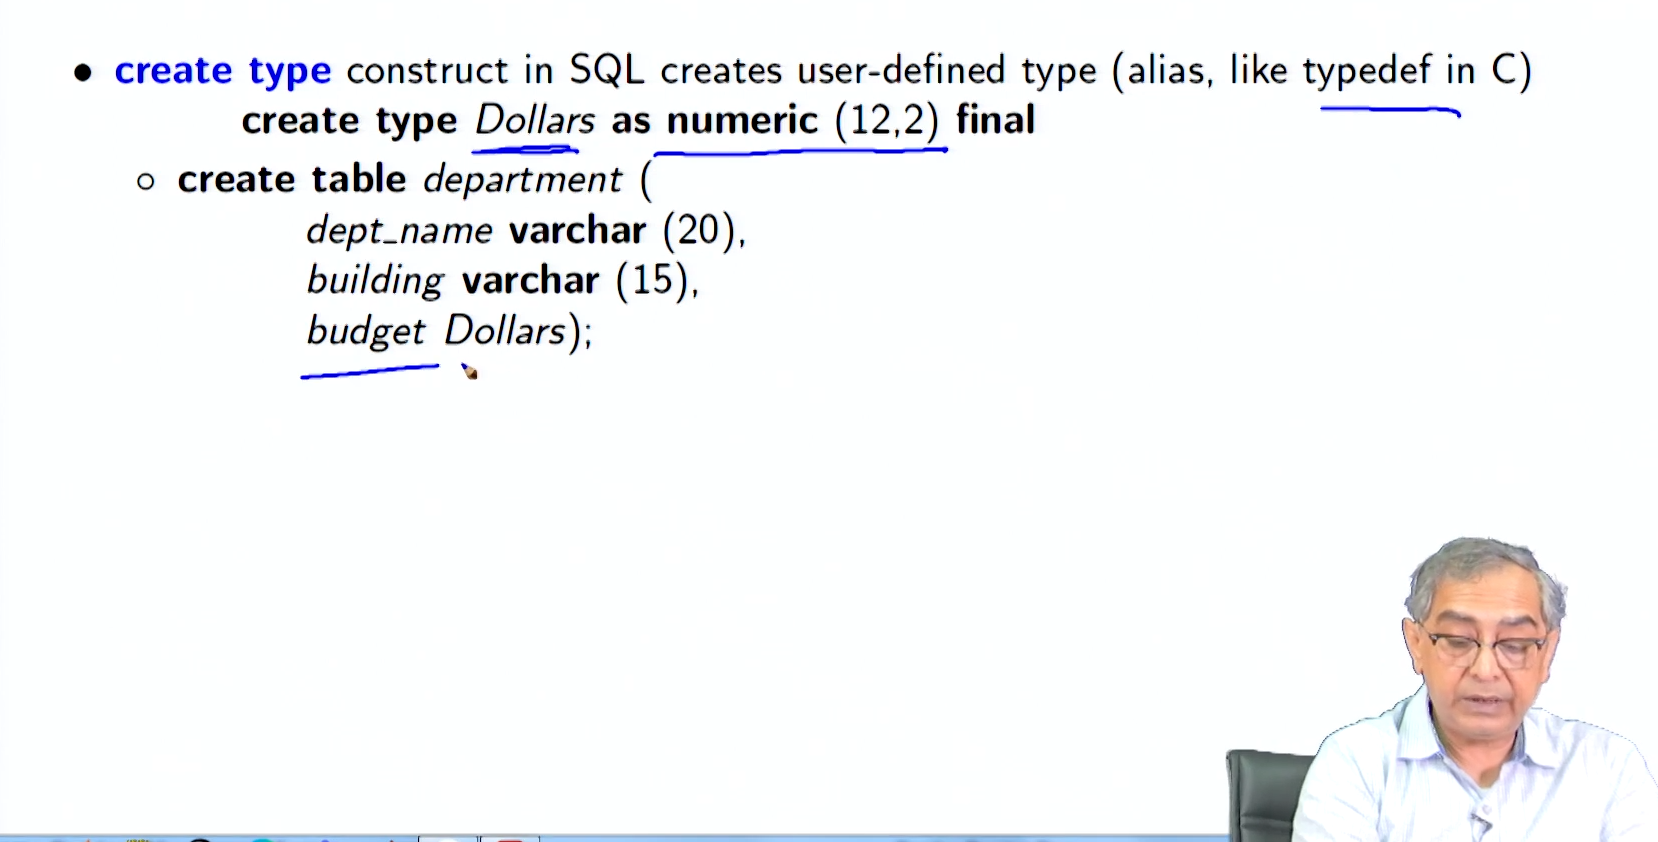 • create type construct in SQL creates user-defined type (alias, like typedef in C)
create type Dollars as numeric (12,2) final
○ create table department (
dept_name varchar (20),
building varchar (15),
budget Dollars);